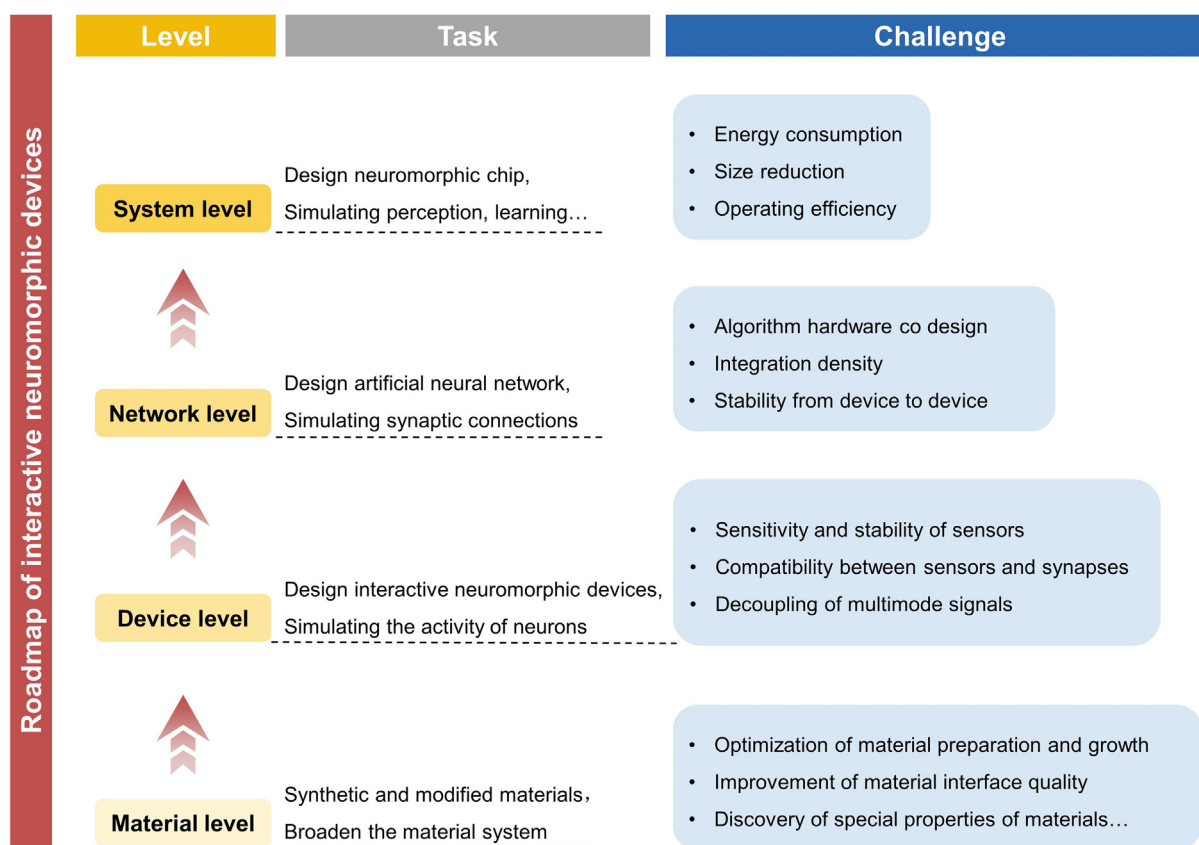 Roadmap of interactive neuromorphic devices
Level
Task
Challenge
System level
Design neuromorphic chip,
Simulating perception, learning…
• Energy consumption
• Size reduction
• Operating efficiency
Network level
Design artificial neural network,
Simulating synaptic connections
• Algorithm hardware co design
• Integration density
• Stability from device to device
Device level
Design interactive neuromorphic devices,
Simulating the activity of neurons
• Sensitivity and stability of sensors
• Compatibility between sensors and synapses
• Decoupling of multimode signals
Material level
Synthetic and modified materials，
Broaden the material system
• Optimization of material preparation and growth
• Improvement of material interface quality
• Discovery of special properties of materials…